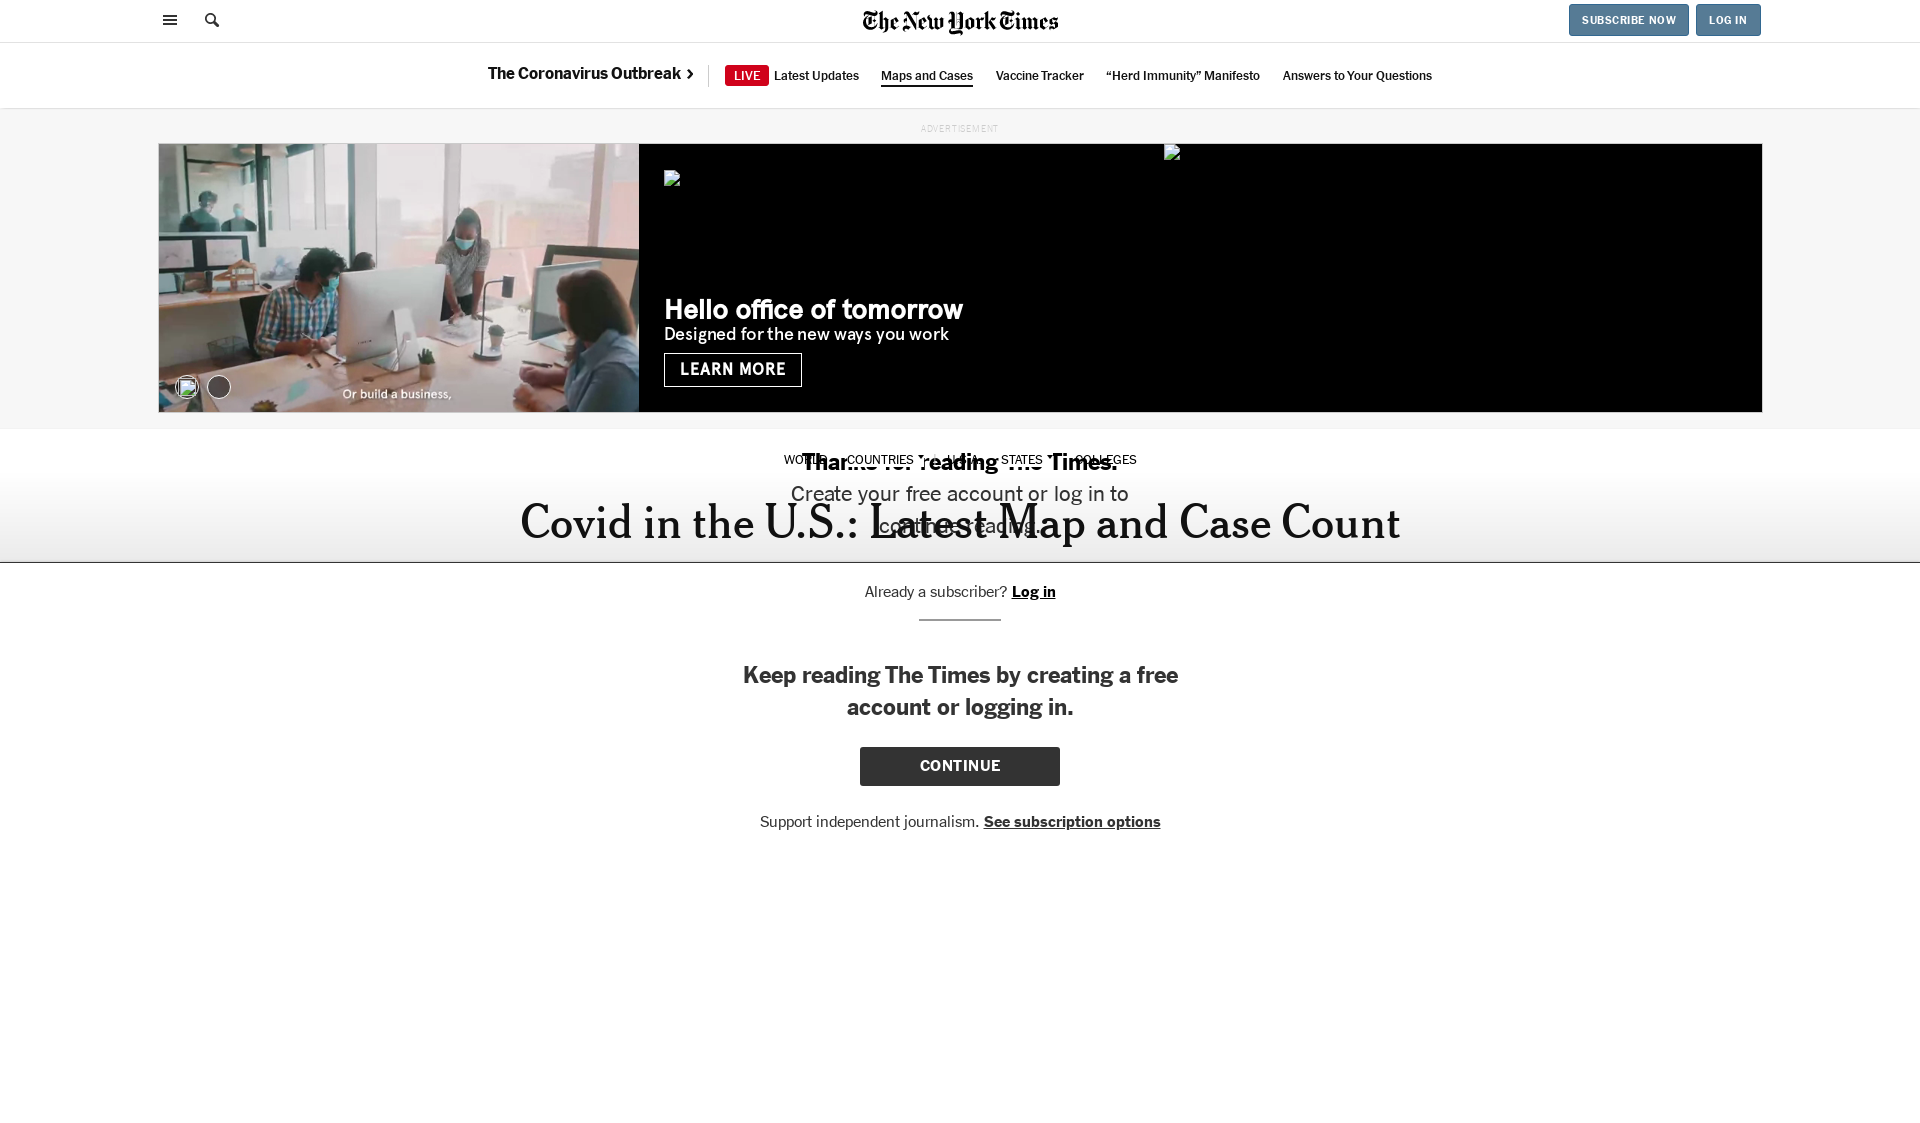 The New York Times
SUBSCRIBE NOW
LOG IN
The Coronavirus Outbreak
LIVE Latest Updates
Maps and Cases
Vaccine Tracker
“Herd Immunity” Manifesto
Answers to Your Questions
ADVERTISEMENT
Hello office of tomorrow
Designed for the new ways you work
LEARN MORE
Or build a business,
WORLD
COUNTRIES
U.S.A.
STATES
COLLEGES
Thanks for reading The Times.
Create your free account or log in to
continue reading.
Covid in the U.S.: Latest Map and Case Count
Already a subscriber? Log in
Keep reading The Times by creating a free
account or logging in.
CONTINUE
Support independent journalism. See subscription options